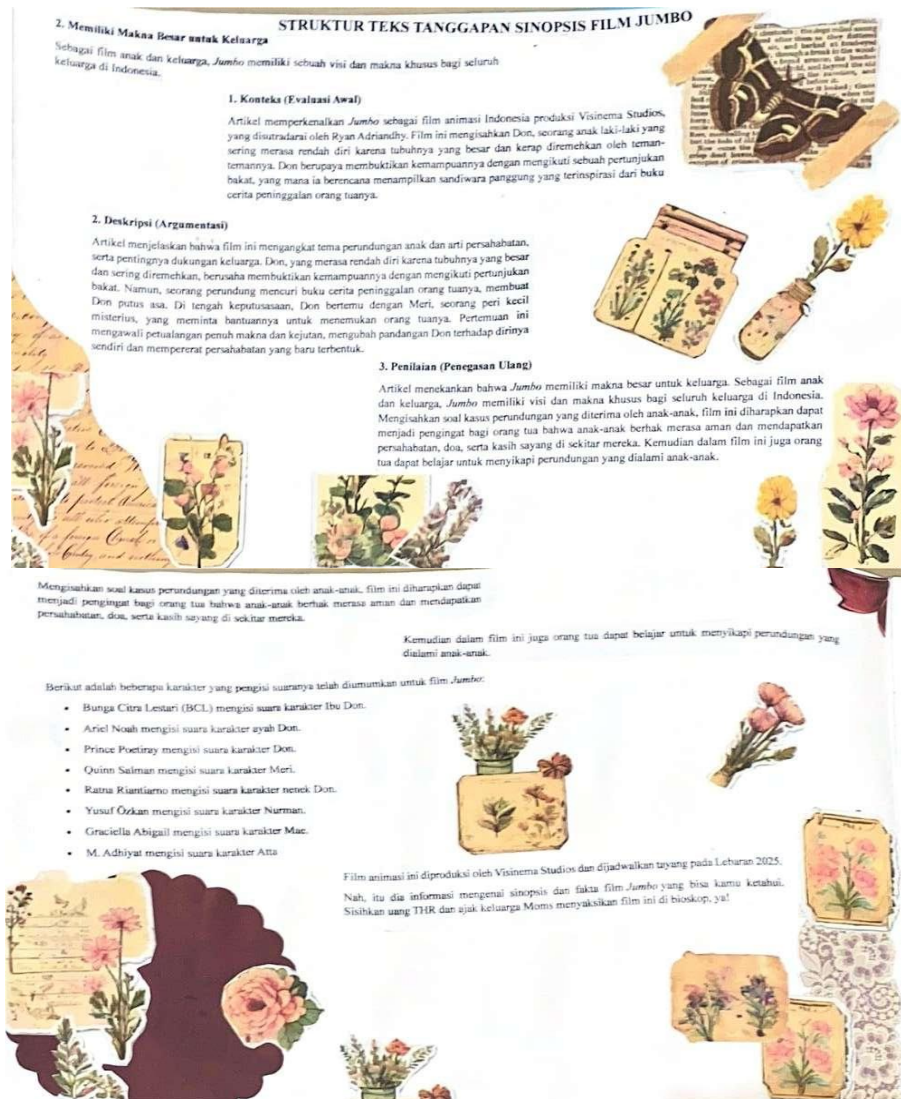 STRUKTUR TEKS TANGGAPAN SINOPSIS FILM JUMBO
2. Memiliki Makna Besar untuk Keluarga
Sebagai film anak dan keluarga, Jumbo memiliki sebuah visi dan makna khusus bagi seluruh
keluarga di Indonesia.
1. Konteks (Evaluasi Awal)
Artikel memperkenalkan Jumbo sebagai film animasi Indonesia produksi Visinema Studios,
yang disutradarai oleh Ryan Adriandhy. Film ini mengisahkan Don, seorang anak laki-laki yang
sering merasa rendah diri karena tubuhnya yang besar dan kerap diremehkan oleh teman-
temannya. Don berupaya membuktikan kemampuannya dengan mengikuti sebuah pertunjukan
bakat, yang mana ia berencana menampilkan sandiwara panggung yang terinspirasi dari buku
cerita peninggalan orang tuanya.
2. Deskripsi (Argumentasi)
Artikel menjelaskan bahwa film ini mengangkat tema perundungan anak dan arti persahabatan,
serta pentingnya dukungan keluarga. Don, yang merasa rendah diri karena tubuhnya yang besar
dan sering diremehkan, berusaha membuktikan kemampuannya dengan mengikuti pertunjukan
bakat. Namun, seorang perundung mencuri buku cerita peninggalan orang tuanya, membuat
Don putus asa. Di tengah keputusasaan, Don bertemu dengan Meri, seorang peri kecil
misterius, yang meminta bantuannya untuk menemukan orang tuanya. Pertemuan ini
mengawali petualangan penuh makna dan kejutan, mengubah pandangan Don terhadap dirinya
sendiri dan mempererat persahabatan yang baru terbentuk.
3. Penilaian (Penegasan Ulang)
Artikel menekankan bahwa Jumbo memiliki makna besar untuk keluarga. Sebagai film anak
dan keluarga, Jumbo memiliki visi dan makna khusus bagi seluruh keluarga di Indonesia.
Mengisahkan soal kasus perundungan yang diterima oleh anak-anak, film ini diharapkan dapat
menjadi pengingat bagi orang tua bahwa anak-anak berhak merasa aman dan mendapatkan
persahabatan, doa, serta kasih sayang di sekitar mereka. Kemudian dalam film ini juga orang
tua dapat belajar untuk menyikapi perundungan yang dialami anak-anak.
Mengisahkan soal kasus perundungan yang diterima oleh anak-anak, film ini diharapkan dapat
menjadi pengingat bagi orang tua bahwa anak-anak berhak merasa aman dan mendapatkan
persahabatan, doa, serta kasih sayang di sekitar mereka.
Kemudian dalam film ini juga orang tua dapat belajar untuk menyikapi perundungan yang
dialami anak-anak.
Berikut adalah beberapa karakter yang pengisi suaranya telah diumumkan untuk film Jumbo:
• Bunga Citra Lestari (BCL) mengisi suara karakter Ibu Don.
• Ariel Noah mengisi suara karakter ayah Don.
• Prince Poetiray mengisi suara karakter Don.
• Quinn Salman mengisi suara karakter Meri.
• Ratna Riantiarno mengisi suara karakter nenek Don.
• Yusuf Özkan mengisi suara karakter Nurman.
• Graciella Abigail mengisi suara karakter Mae.
• M. Adhiyat mengisi suara karakter Atta
Film animasi ini diproduksi oleh Visinema Studios dan dijadwalkan tayang pada Lebaran 2025.
Nah, itu dia informasi mengenai sinopsis dan fakta film Jumbo yang bisa kamu ketahui.
Sisihkan uang THR dan ajak keluarga Moms menyaksikan film ini di bioskop, ya!